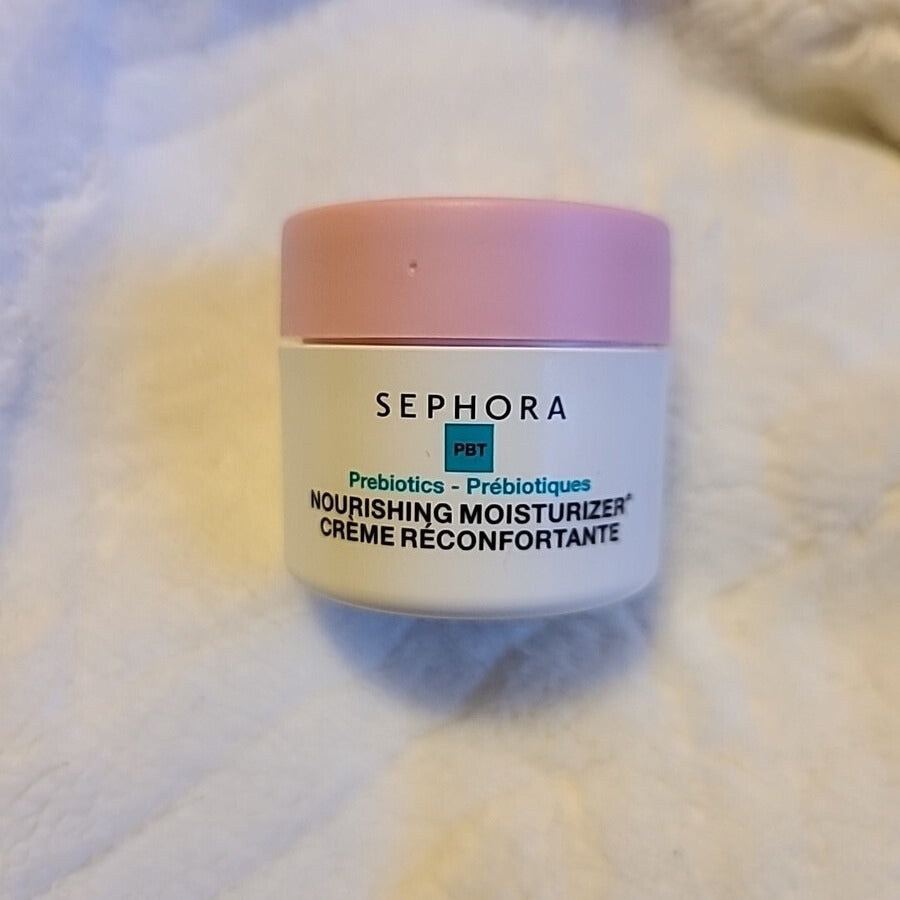 SEPHORA
PBT
Prebiotics - Prébiotiques
NOURISHING MOISTURIZER*
CRÈME RÉCONFORTANTE